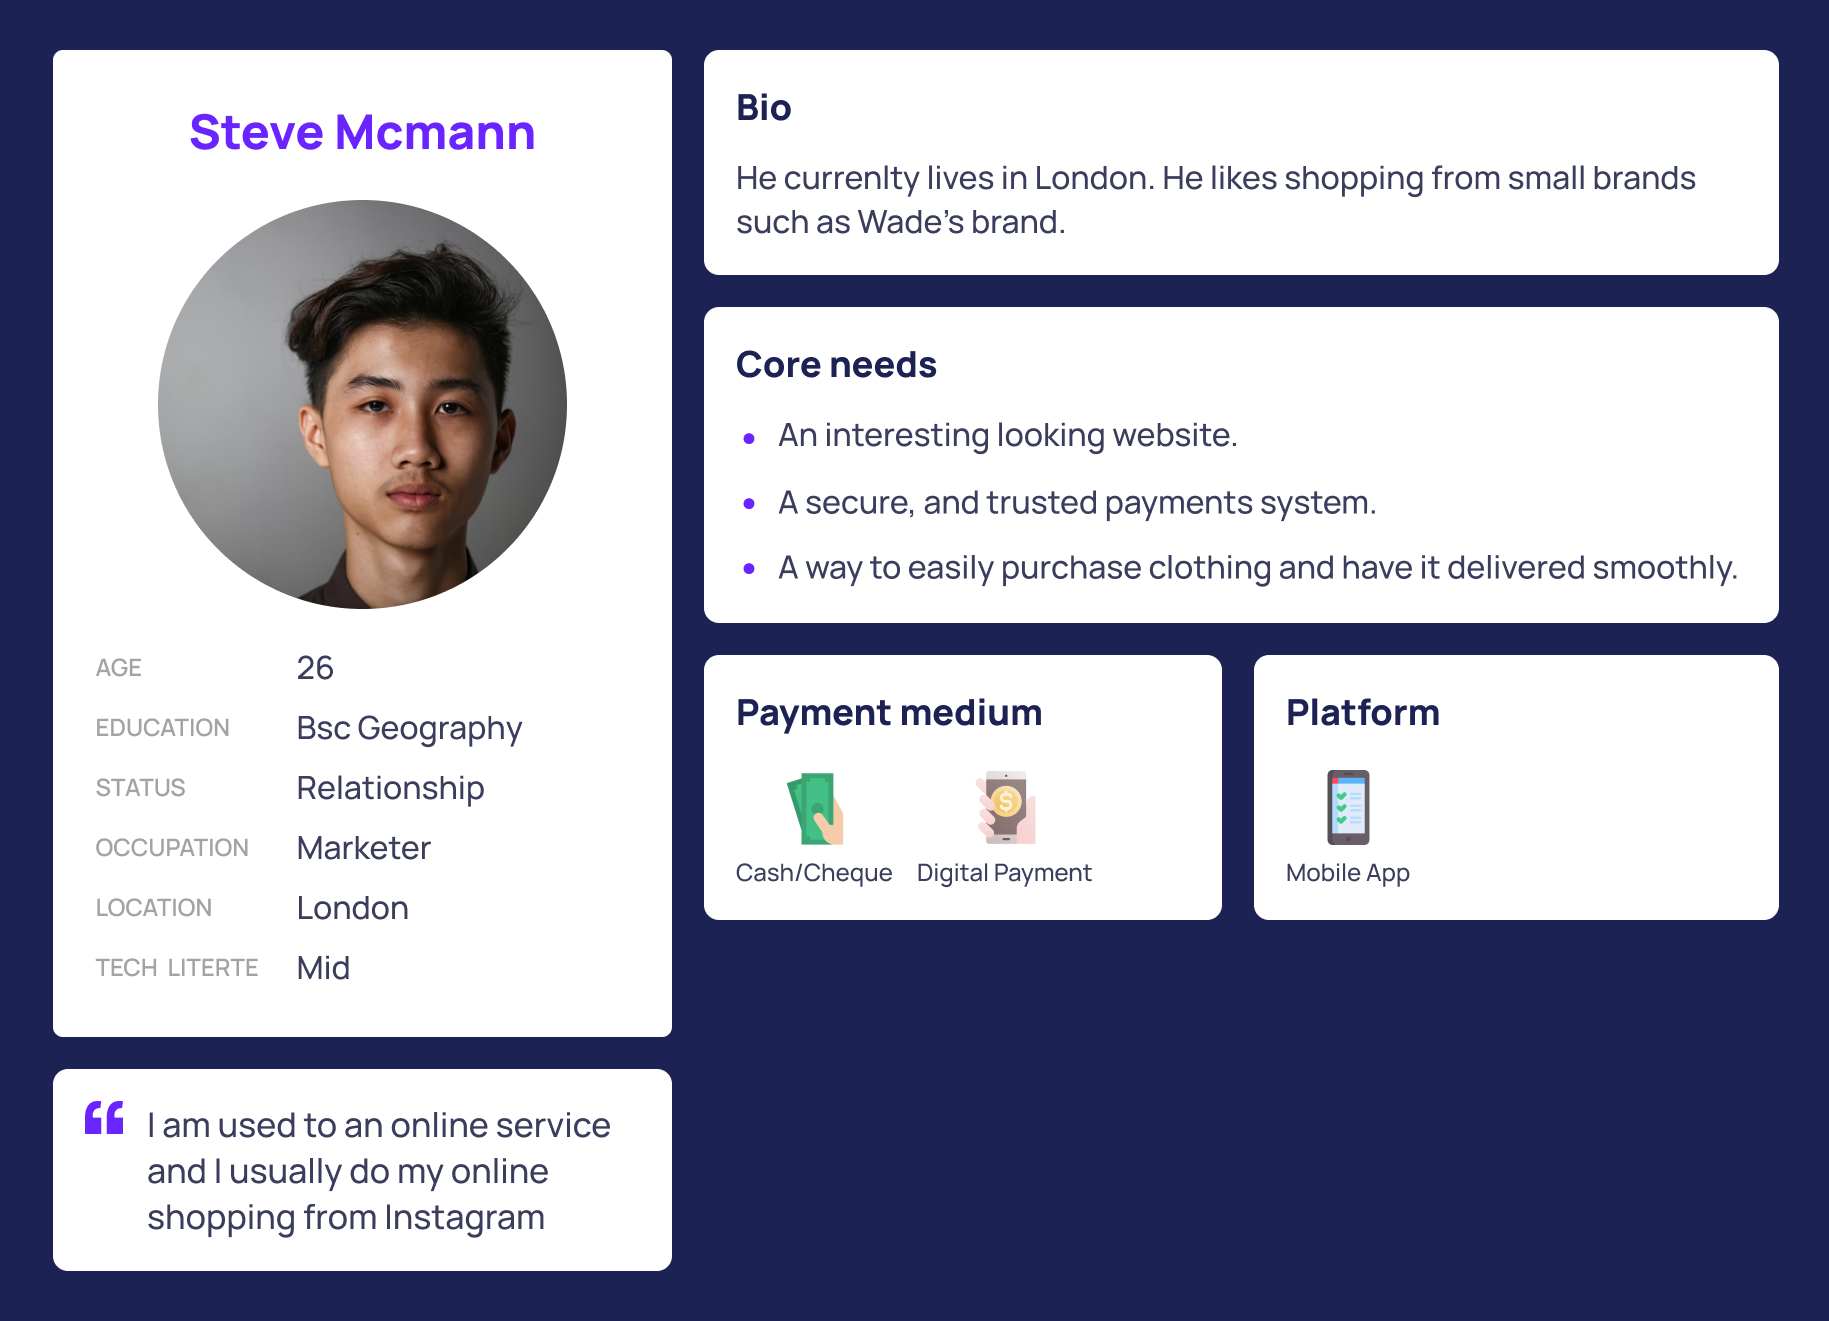 Steve Mcmann
AGE 26
EDUCATION Bsc Geography
STATUS Relationship
OCCUPATION Marketer
LOCATION London
TECH LITERTE Mid
I am used to an online service
and I usually do my online
shopping from Instagram
Bio
He currenlty lives in London. He likes shopping from small brands
such as Wade's brand.
Core needs
• An interesting looking website.
• A secure, and trusted payments system.
• A way to easily purchase clothing and have it delivered smoothly.
Payment medium
$
Cash/Cheque Digital Payment
Platform
Mobile App